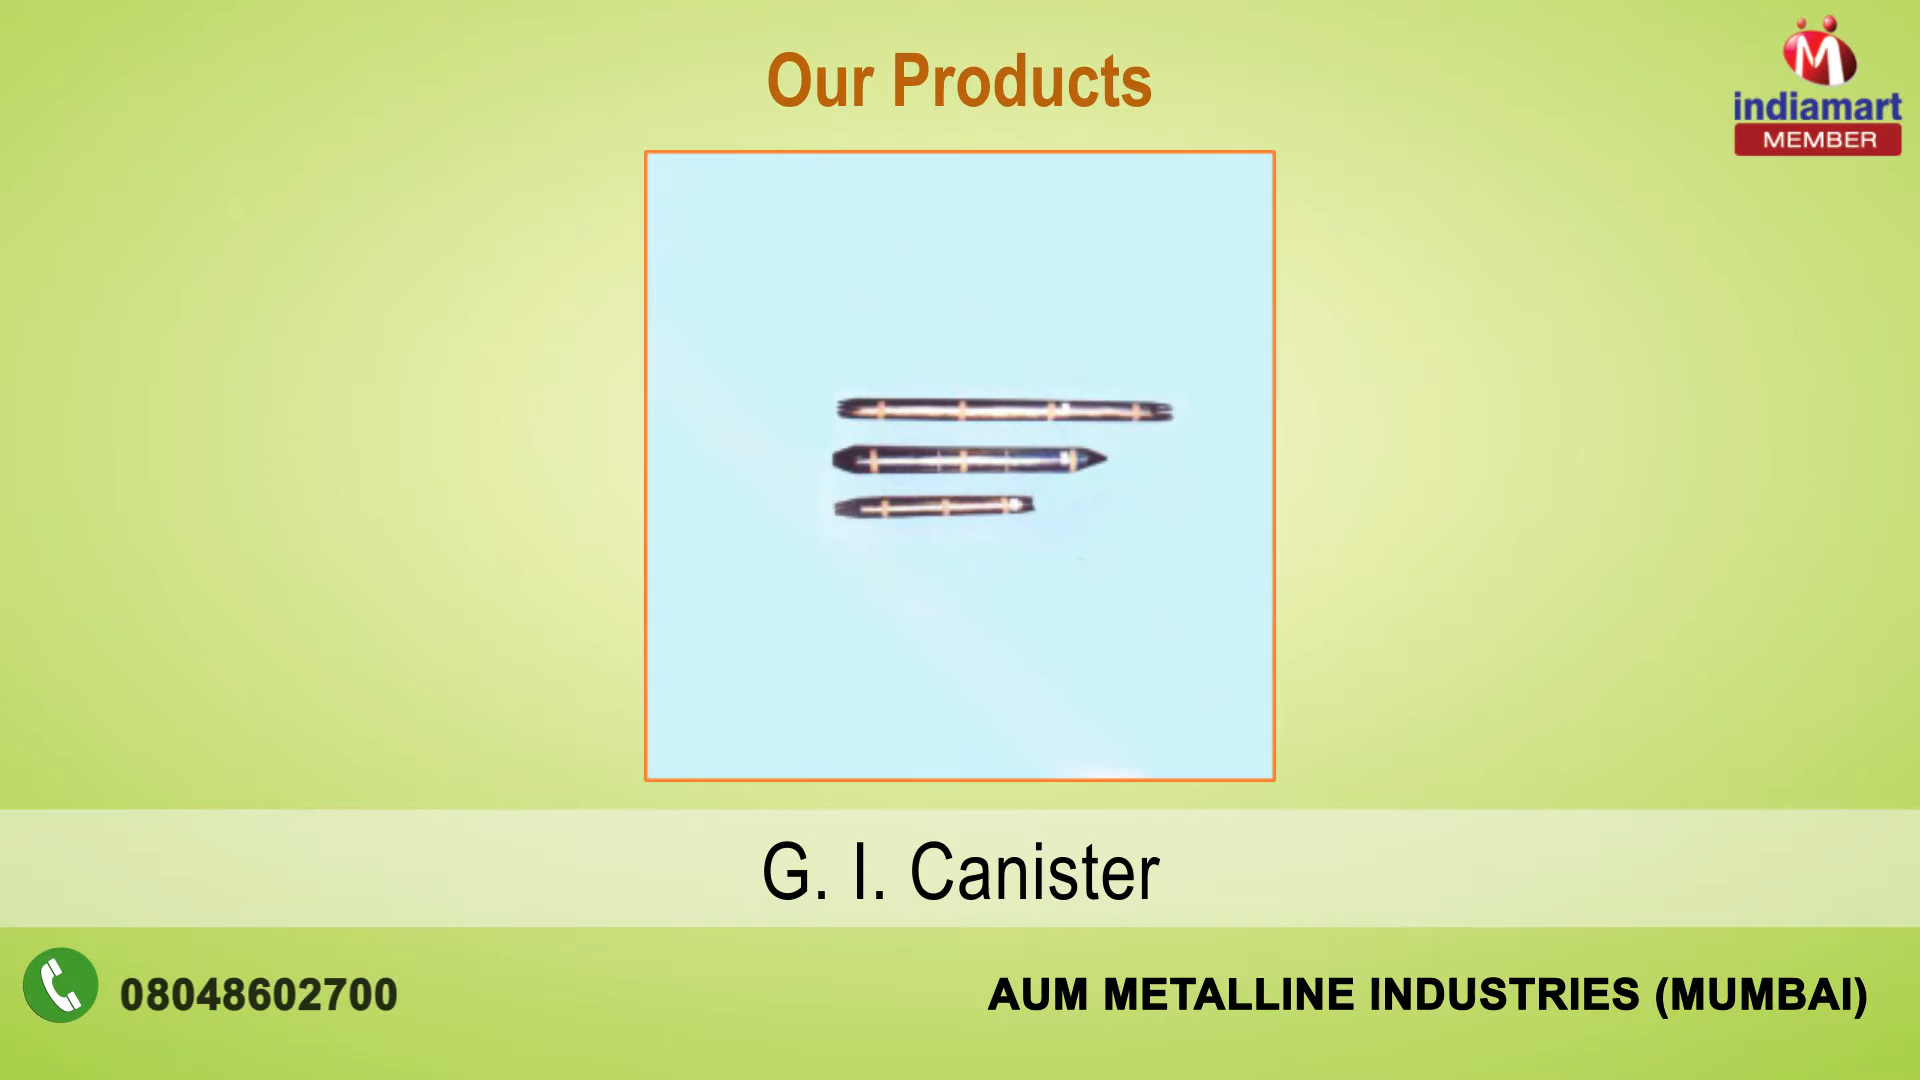 Our Products
indiamart
MEMBER
G. I. Canister
08048602700
AUM METALLINE INDUSTRIES (MUMBAI)